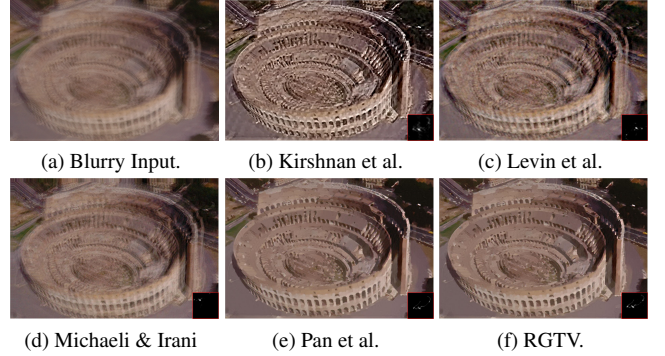 (a) Blurry Input.
(b) Kirshnan et al.
(c) Levin et al.
(d) Michaeli & Irani
(e) Pan et al.
(f) RGTV.